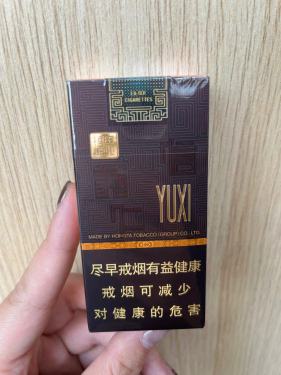 CIGARETTES
YUXI
MADE BY HONGTA TOBACCO (GROUP) CO., LTD.
尽早戒烟有益健康
戒烟可减少
对健康的危害